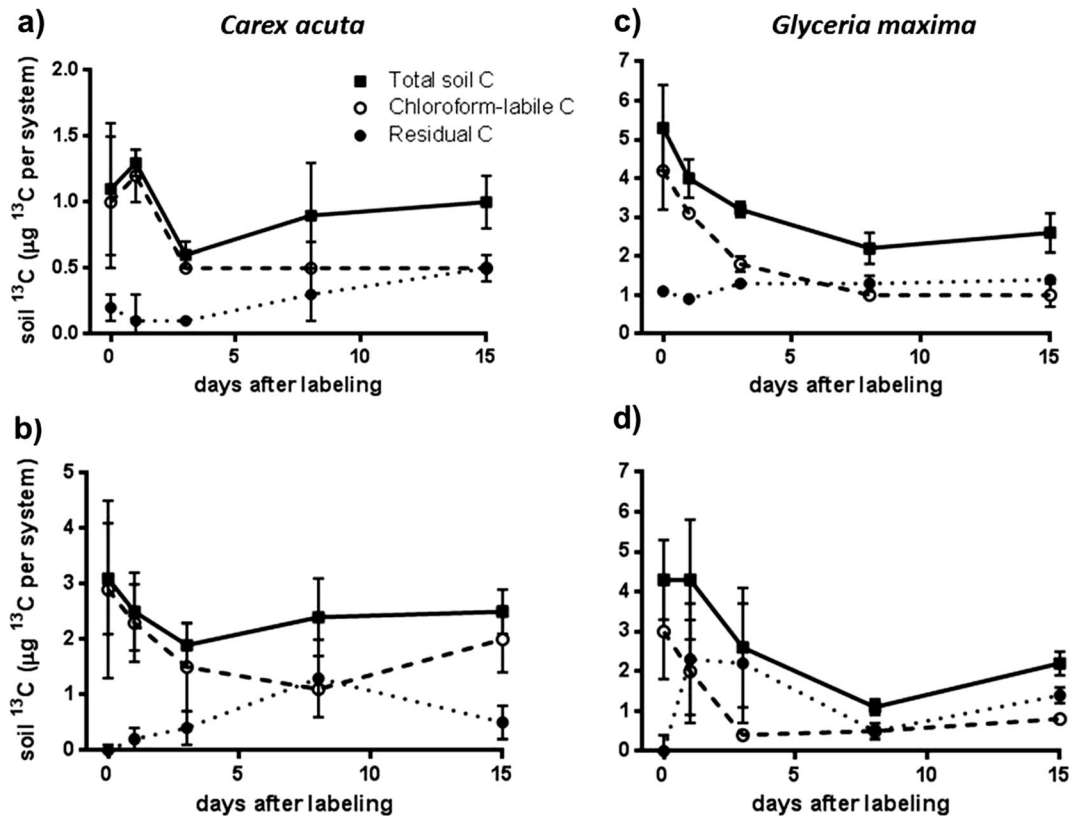 a) Carex acuta
soil ¹³C (µg ¹³C per system)
2.0
1.5
1.0
0.5
0.0
Total soil C
Chloroform-labile C
Residual C
0 5 10 15
days after labeling
c) Glyceria maxima
7
6
5
4
3
2
1
0
0 5 10 15
days after labeling
b)
soil ¹³C (µg ¹³C per system)
5
4
3
2
1
0
0 5 10 15
days after labeling
d)
7
6
5
4
3
2
1
0
0 5 10 15
days after labeling